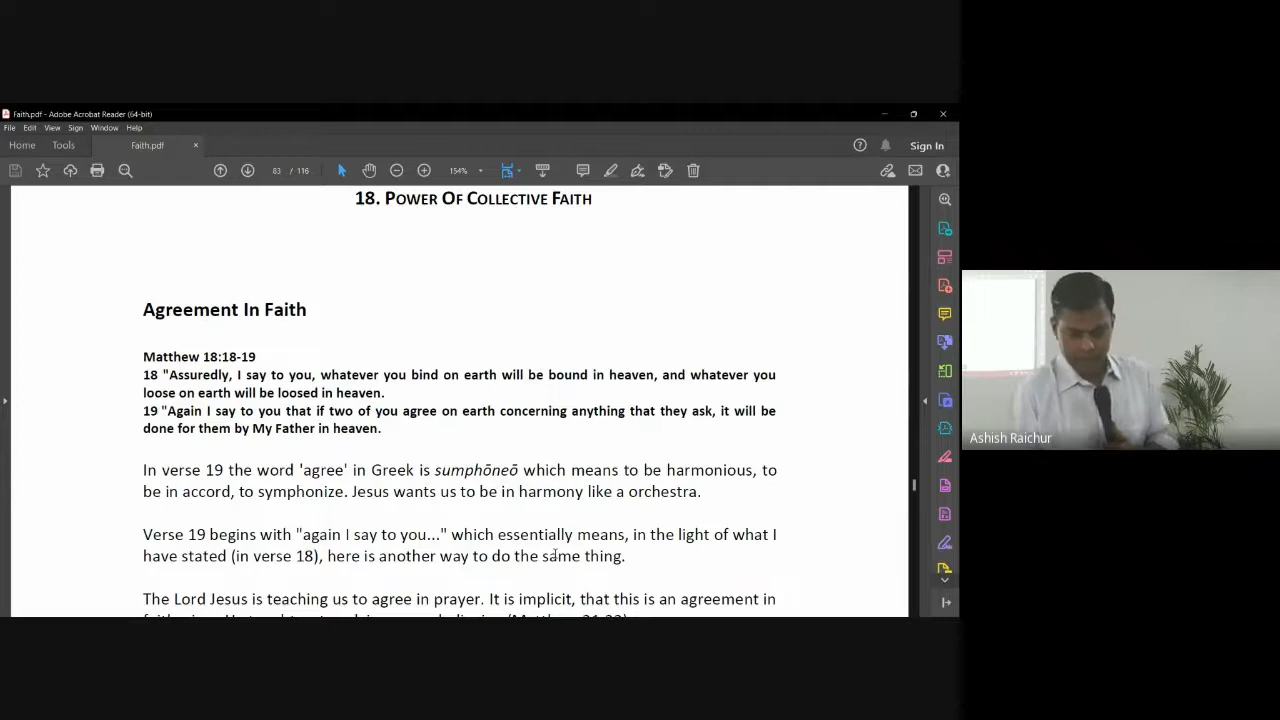 Faith.pdf - Adobe Acrobat Reader (64-bit)
File Edit View Sign Window Help
Home Tools Faith.pdf × Sign In
83 / 116 154%
18. POWER OF COLLECTIVE FAITH
Agreement In Faith
Matthew 18:18-19
18 "Assuredly, I say to you, whatever you bind on earth will be bound in heaven, and whatever you
loose on earth will be loosed in heaven.
19 "Again I say to you that if two of you agree on earth concerning anything that they ask, it will be
done for them by My Father in heaven.
In verse 19 the word 'agree' in Greek is sumphōneō which means to be harmonious, to
be in accord, to symphonize. Jesus wants us to be in harmony like a orchestra.
Verse 19 begins with "again I say to you..." which essentially means, in the light of what I
have stated (in verse 18), here is another way to do the same thing.
The Lord Jesus is teaching us to agree in prayer. It is implicit, that this is an agreement in
Ashish Raichur